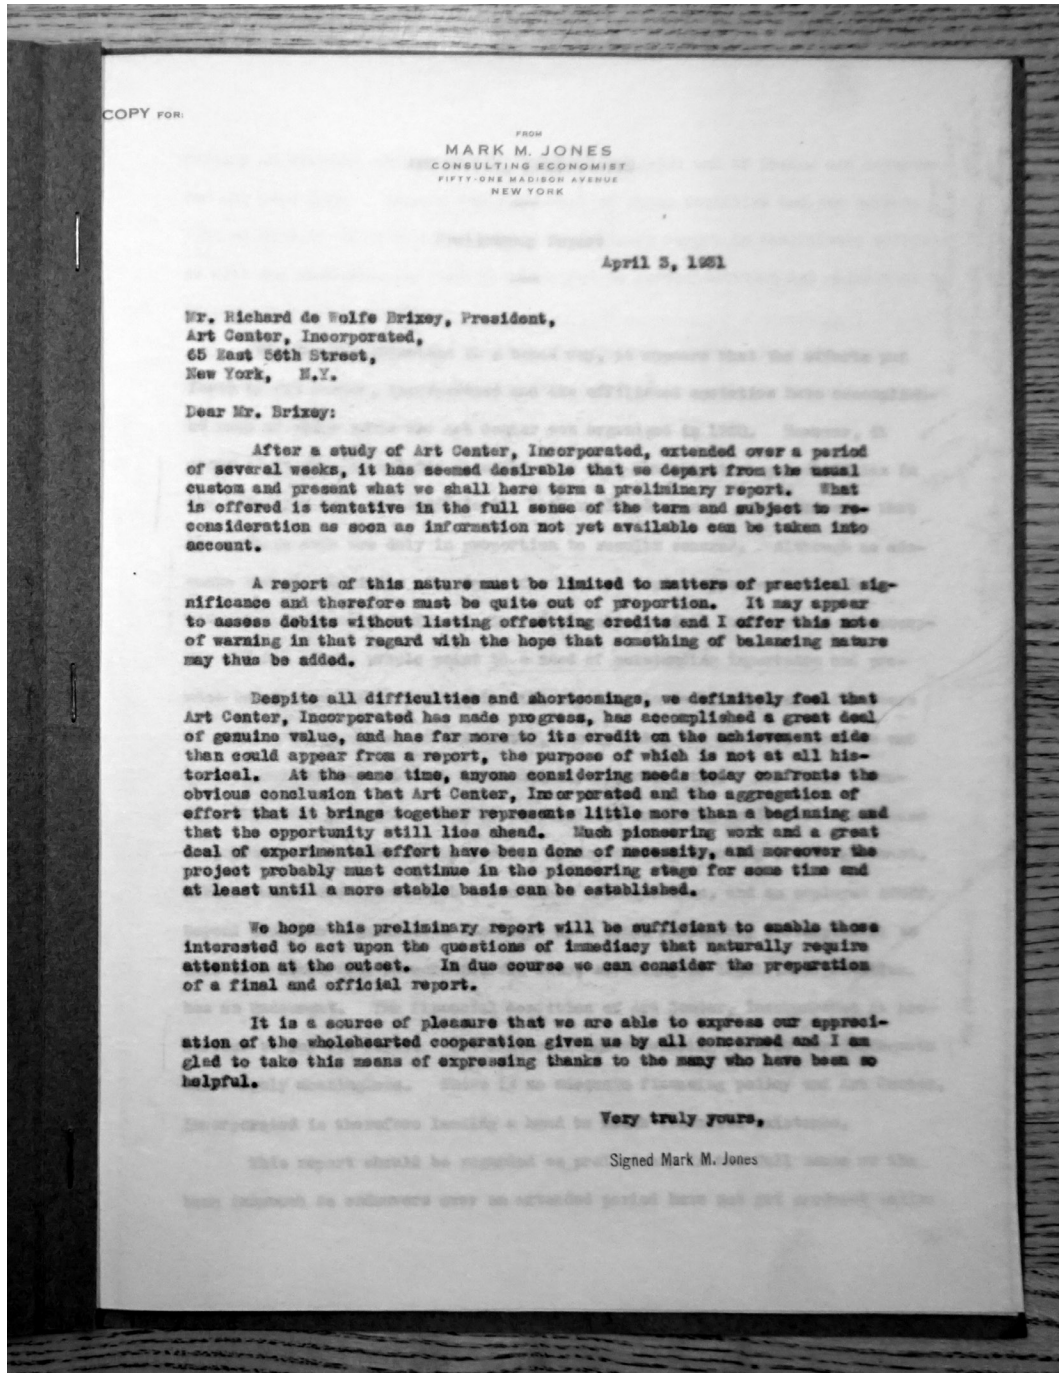 COPY FOR:
FROM
MARK M. JONES
CONSULTING ECONOMIST
FIFTY-ONE MADISON AVENUE
NEW YORK
April 3, 1931
Mr. Richard de Wolfe Brixey, President,
Art Center, Incorporated,
65 East 56th Street,
New York, N.Y.
Dear Mr. Brixey:
After a study of Art Center, Incorporated, extended over a period
of several weeks, it has seemed desirable that we depart from the usual
custom and present what we shall here term a preliminary report. What
is offered is tentative in the full sense of the term and subject to re-
consideration as soon as information not yet available can be taken into
account.
A report of this nature must be limited to matters of practical sig-
nificance and therefore must be quite out of proportion. It may appear
to assess debits without listing offsetting credits and I offer this note
of warning in that regard with the hope that something of balancing nature
may thus be added.
Despite all difficulties and shortcomings, we definitely feel that
Art Center, Incorporated has made progress, has accomplished a great deal
of genuine value, and has far more to its credit on the achievement side
than could appear from a report, the purpose of which is not at all his-
torical. At the same time, anyone considering needs today confronts the
obvious conclusion that Art Center, Incorporated and the aggregation of
effort that it brings together represents little more than a beginning and
that the opportunity still lies ahead. Much pioneering work and a great
deal of experimental effort have been done of necessity, and moreover the
project probably must continue in the pioneering stage for some time and
at least until a more stable basis can be established.
We hope this preliminary report will be sufficient to enable those
interested to act upon the questions of immediacy that naturally require
attention at the outset. In due course we can consider the preparation
of a final and official report.
It is a source of pleasure that we are able to express our appreci-
ation of the wholehearted cooperation given us by all concerned and I am
glad to take this means of expressing thanks to the many who have been so
helpful.
Very truly yours,
Signed Mark M. Jones